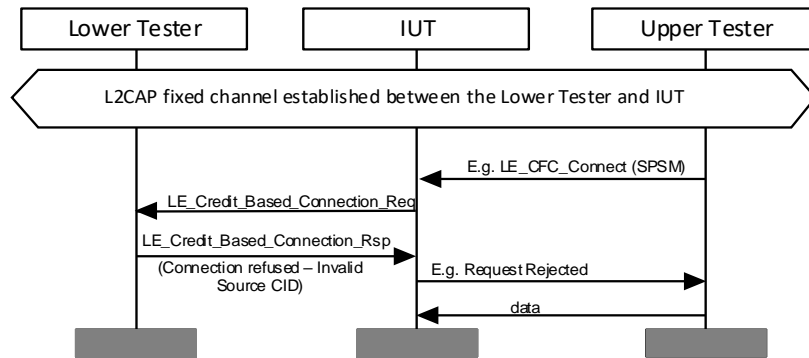 Lower Tester
IUT
Upper Tester
L2CAP fixed channel established between the Lower Tester and IUT
E.g. LE_CFC_Connect (SPSM)
LE_Credit_Based_Connection_Req
LE_Credit_Based_Connection_Rsp
(Connection refused – Invalid
Source CID)
E.g. Request Rejected
data